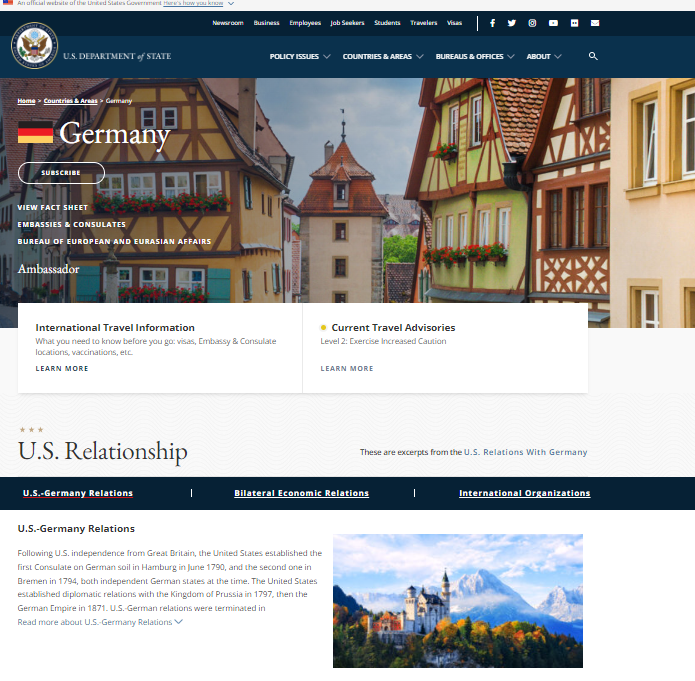 An official website of the United States Government Here's how you know
Newsroom Business Employees Job Seekers Students Travelers Visas
U.S. DEPARTMENT of STATE
POLICY ISSUES COUNTRIES & AREAS BUREAUS & OFFICES ABOUT
Home > Countries & Areas > Germany
Germany
SUBSCRIBE
VIEW FACT SHEET
EMBASSIES & CONSULATES
BUREAU OF EUROPEAN AND EURASIAN AFFAIRS
Ambassador
International Travel Information
What you need to know before you go: visas, Embassy & Consulate
locations, vaccinations, etc.
LEARN MORE
Current Travel Advisories
Level 2: Exercise Increased Caution
LEARN MORE
U.S. Relationship
These are excerpts from the U.S. Relations With Germany
U.S.-Germany Relations | Bilateral Economic Relations | International Organizations
U.S.-Germany Relations
Following U.S. independence from Great Britain, the United States established the
first Consulate on German soil in Hamburg in June 1790, and the second one in
Bremen in 1794, both independent German states at the time. The United States
established diplomatic relations with the Kingdom of Prussia in 1797, then the
German Empire in 1871. U.S.-German relations were terminated in
Read more about U.S.-Germany Relations